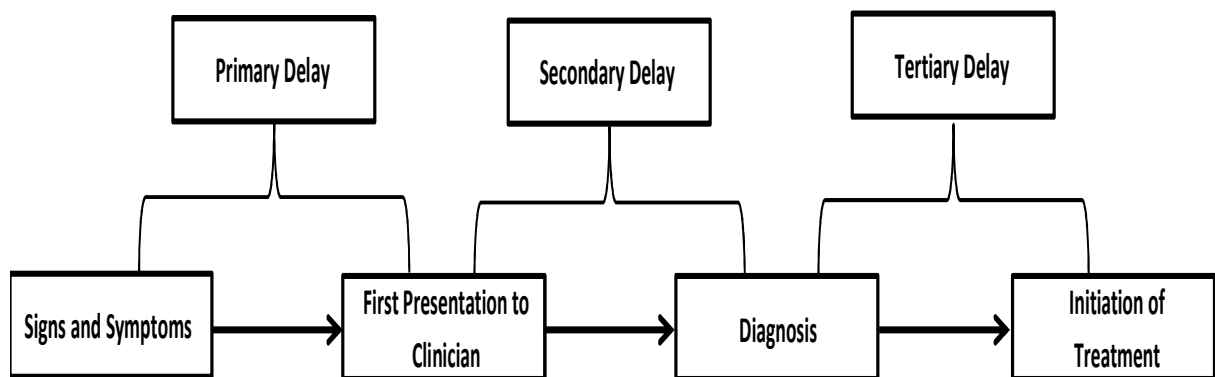 Primary Delay
Secondary Delay
Tertiary Delay
Signs and Symptoms
First Presentation to
Clinician
Diagnosis
Initiation of
Treatment